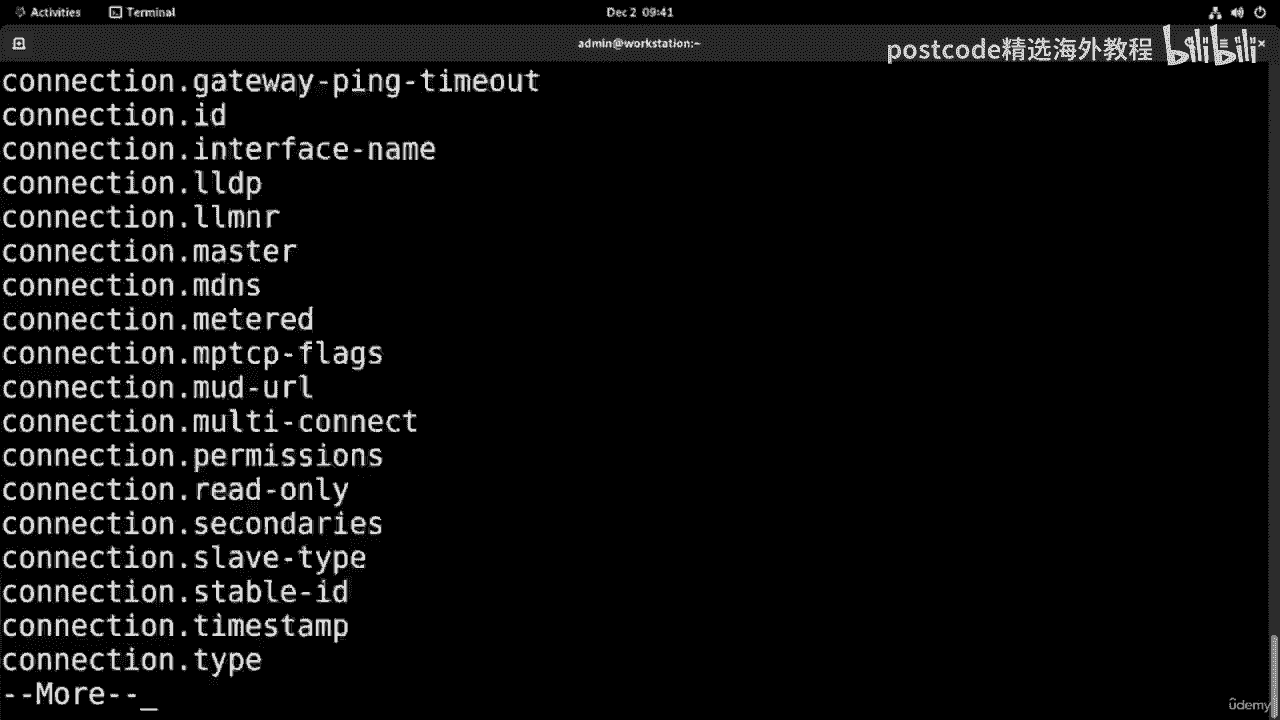 Activities Terminal Dec 2 09:41
admin@workstation:~
postcode精选海外教程 bilibili
connection.gateway-ping-timeout
connection.id
connection.interface-name
connection.lldp
connection.llmnr
connection.master
connection.mdns
connection.metered
connection.mptcp-flags
connection.mud-url
connection.multi-connect
connection.permissions
connection.read-only
connection.secondaries
connection.slave-type
connection.stable-id
connection.timestamp
connection.type
--More--_
ûdemy